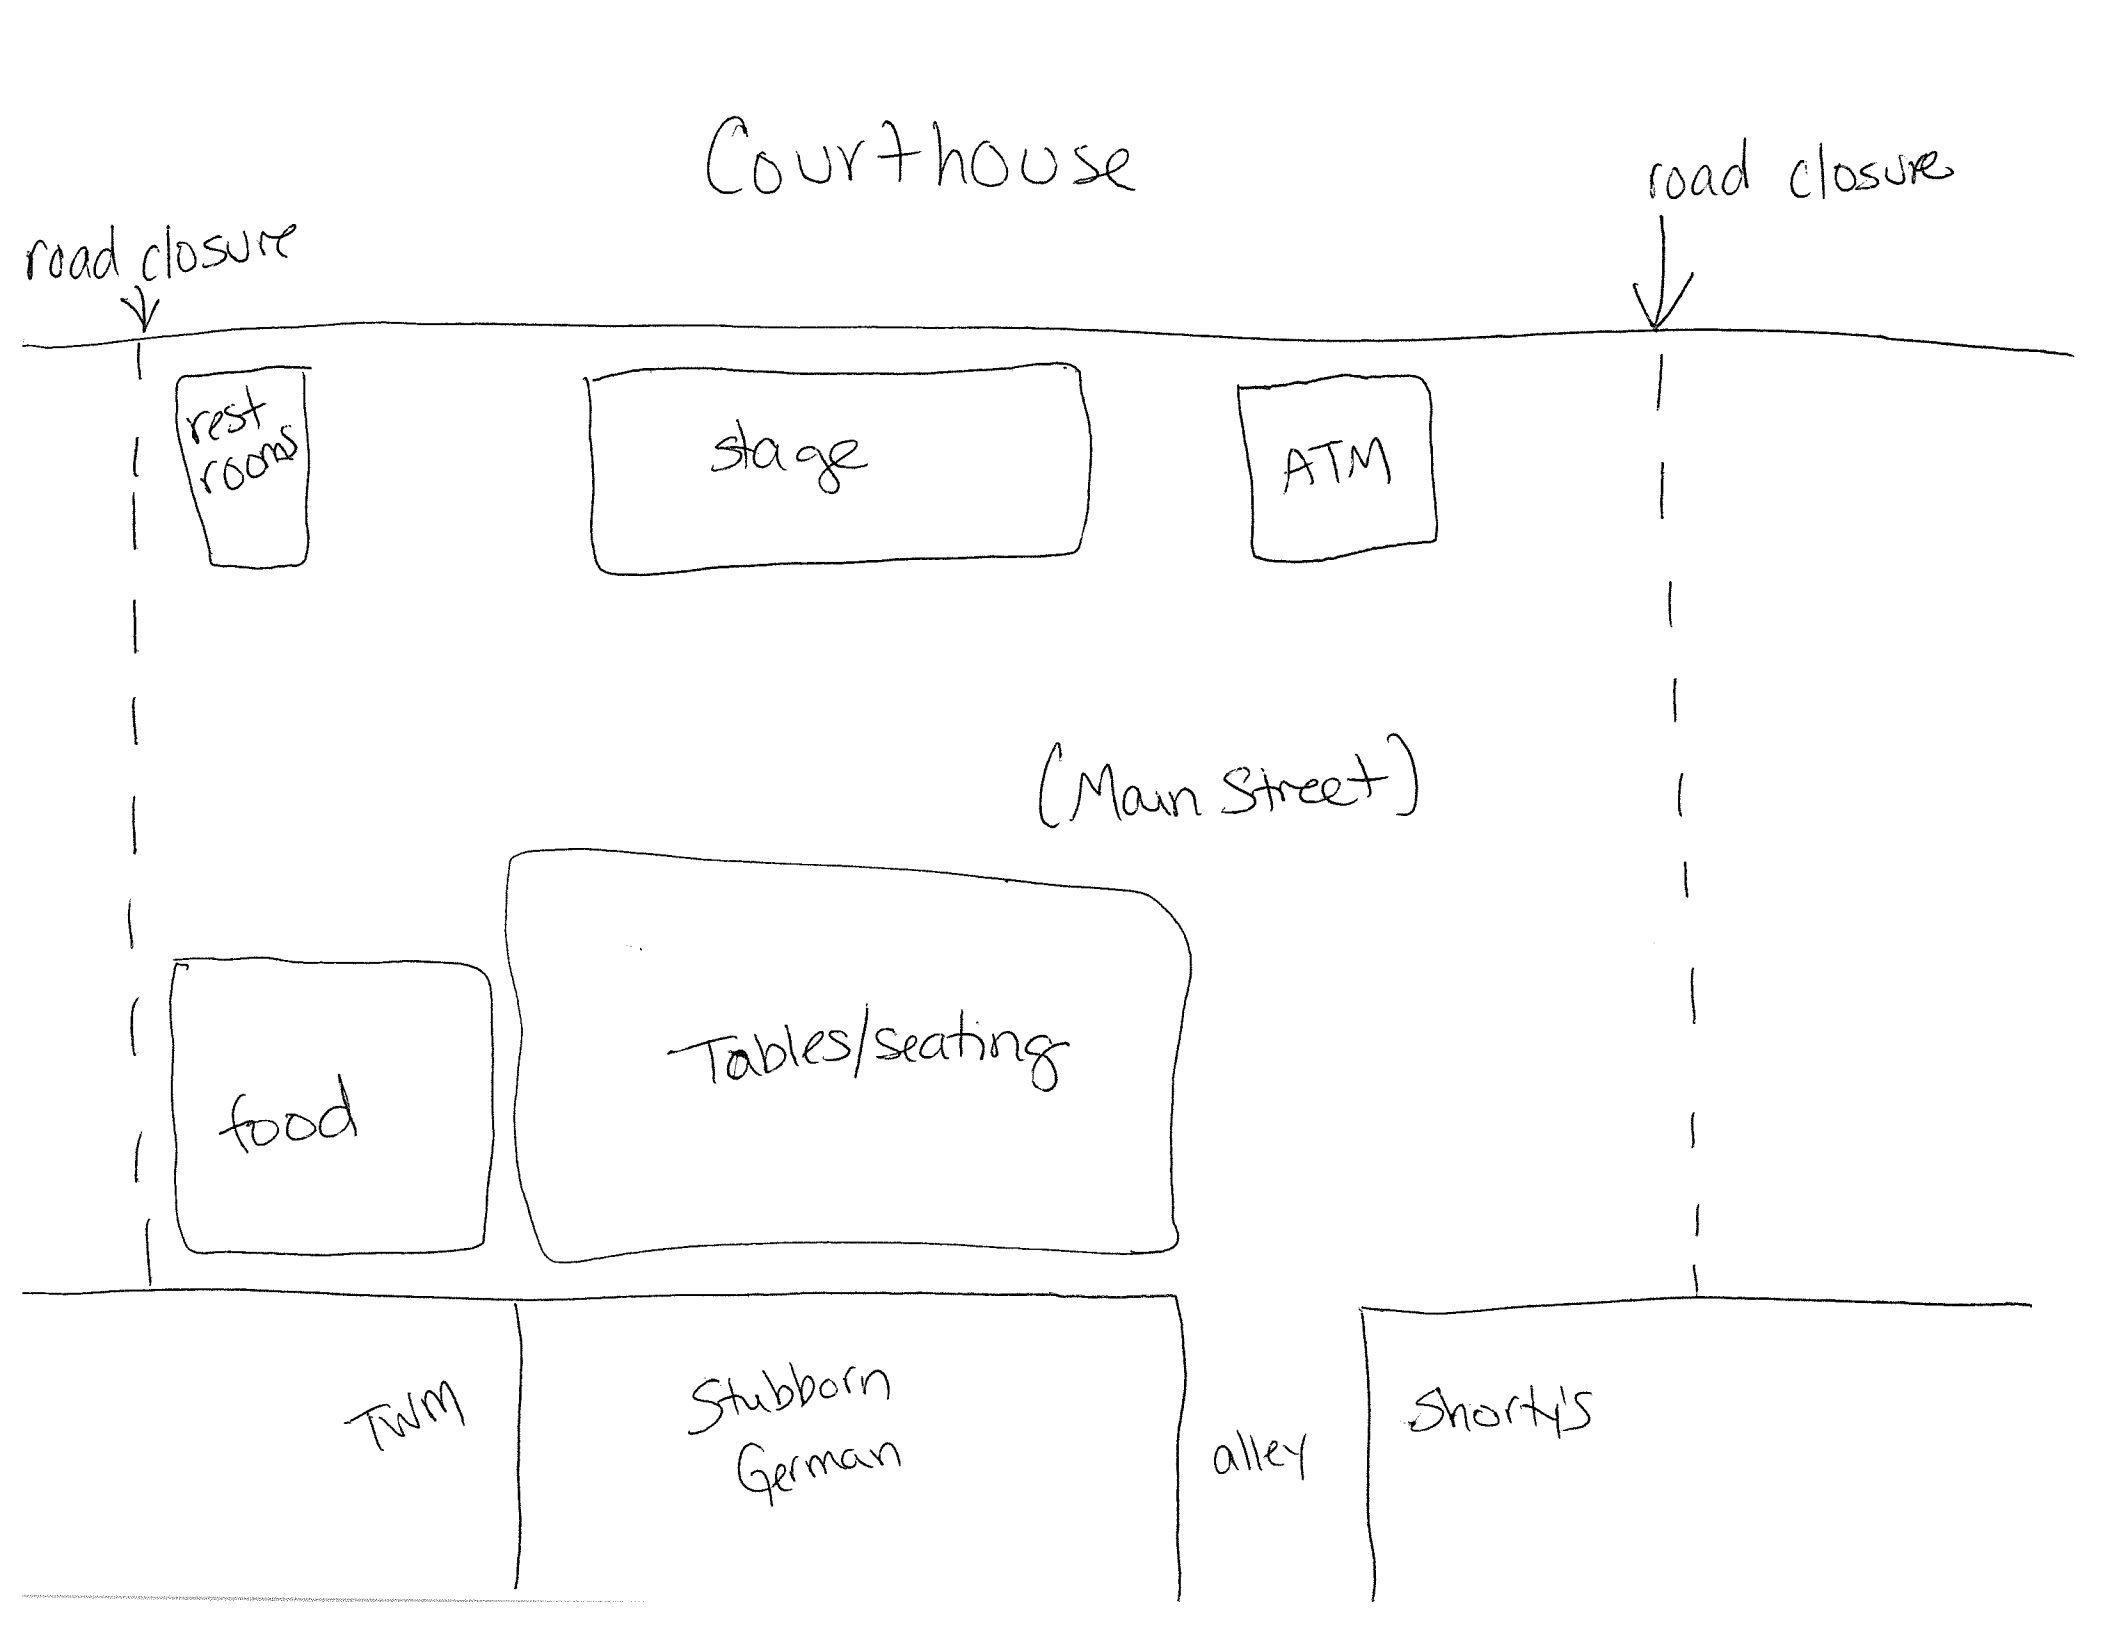 Courthouse
road closure
road closure
rest
rooms
stage
ATM
(Main Street)
Tables/seating
food
TWM
Stubborn
German
alley
Shorty's